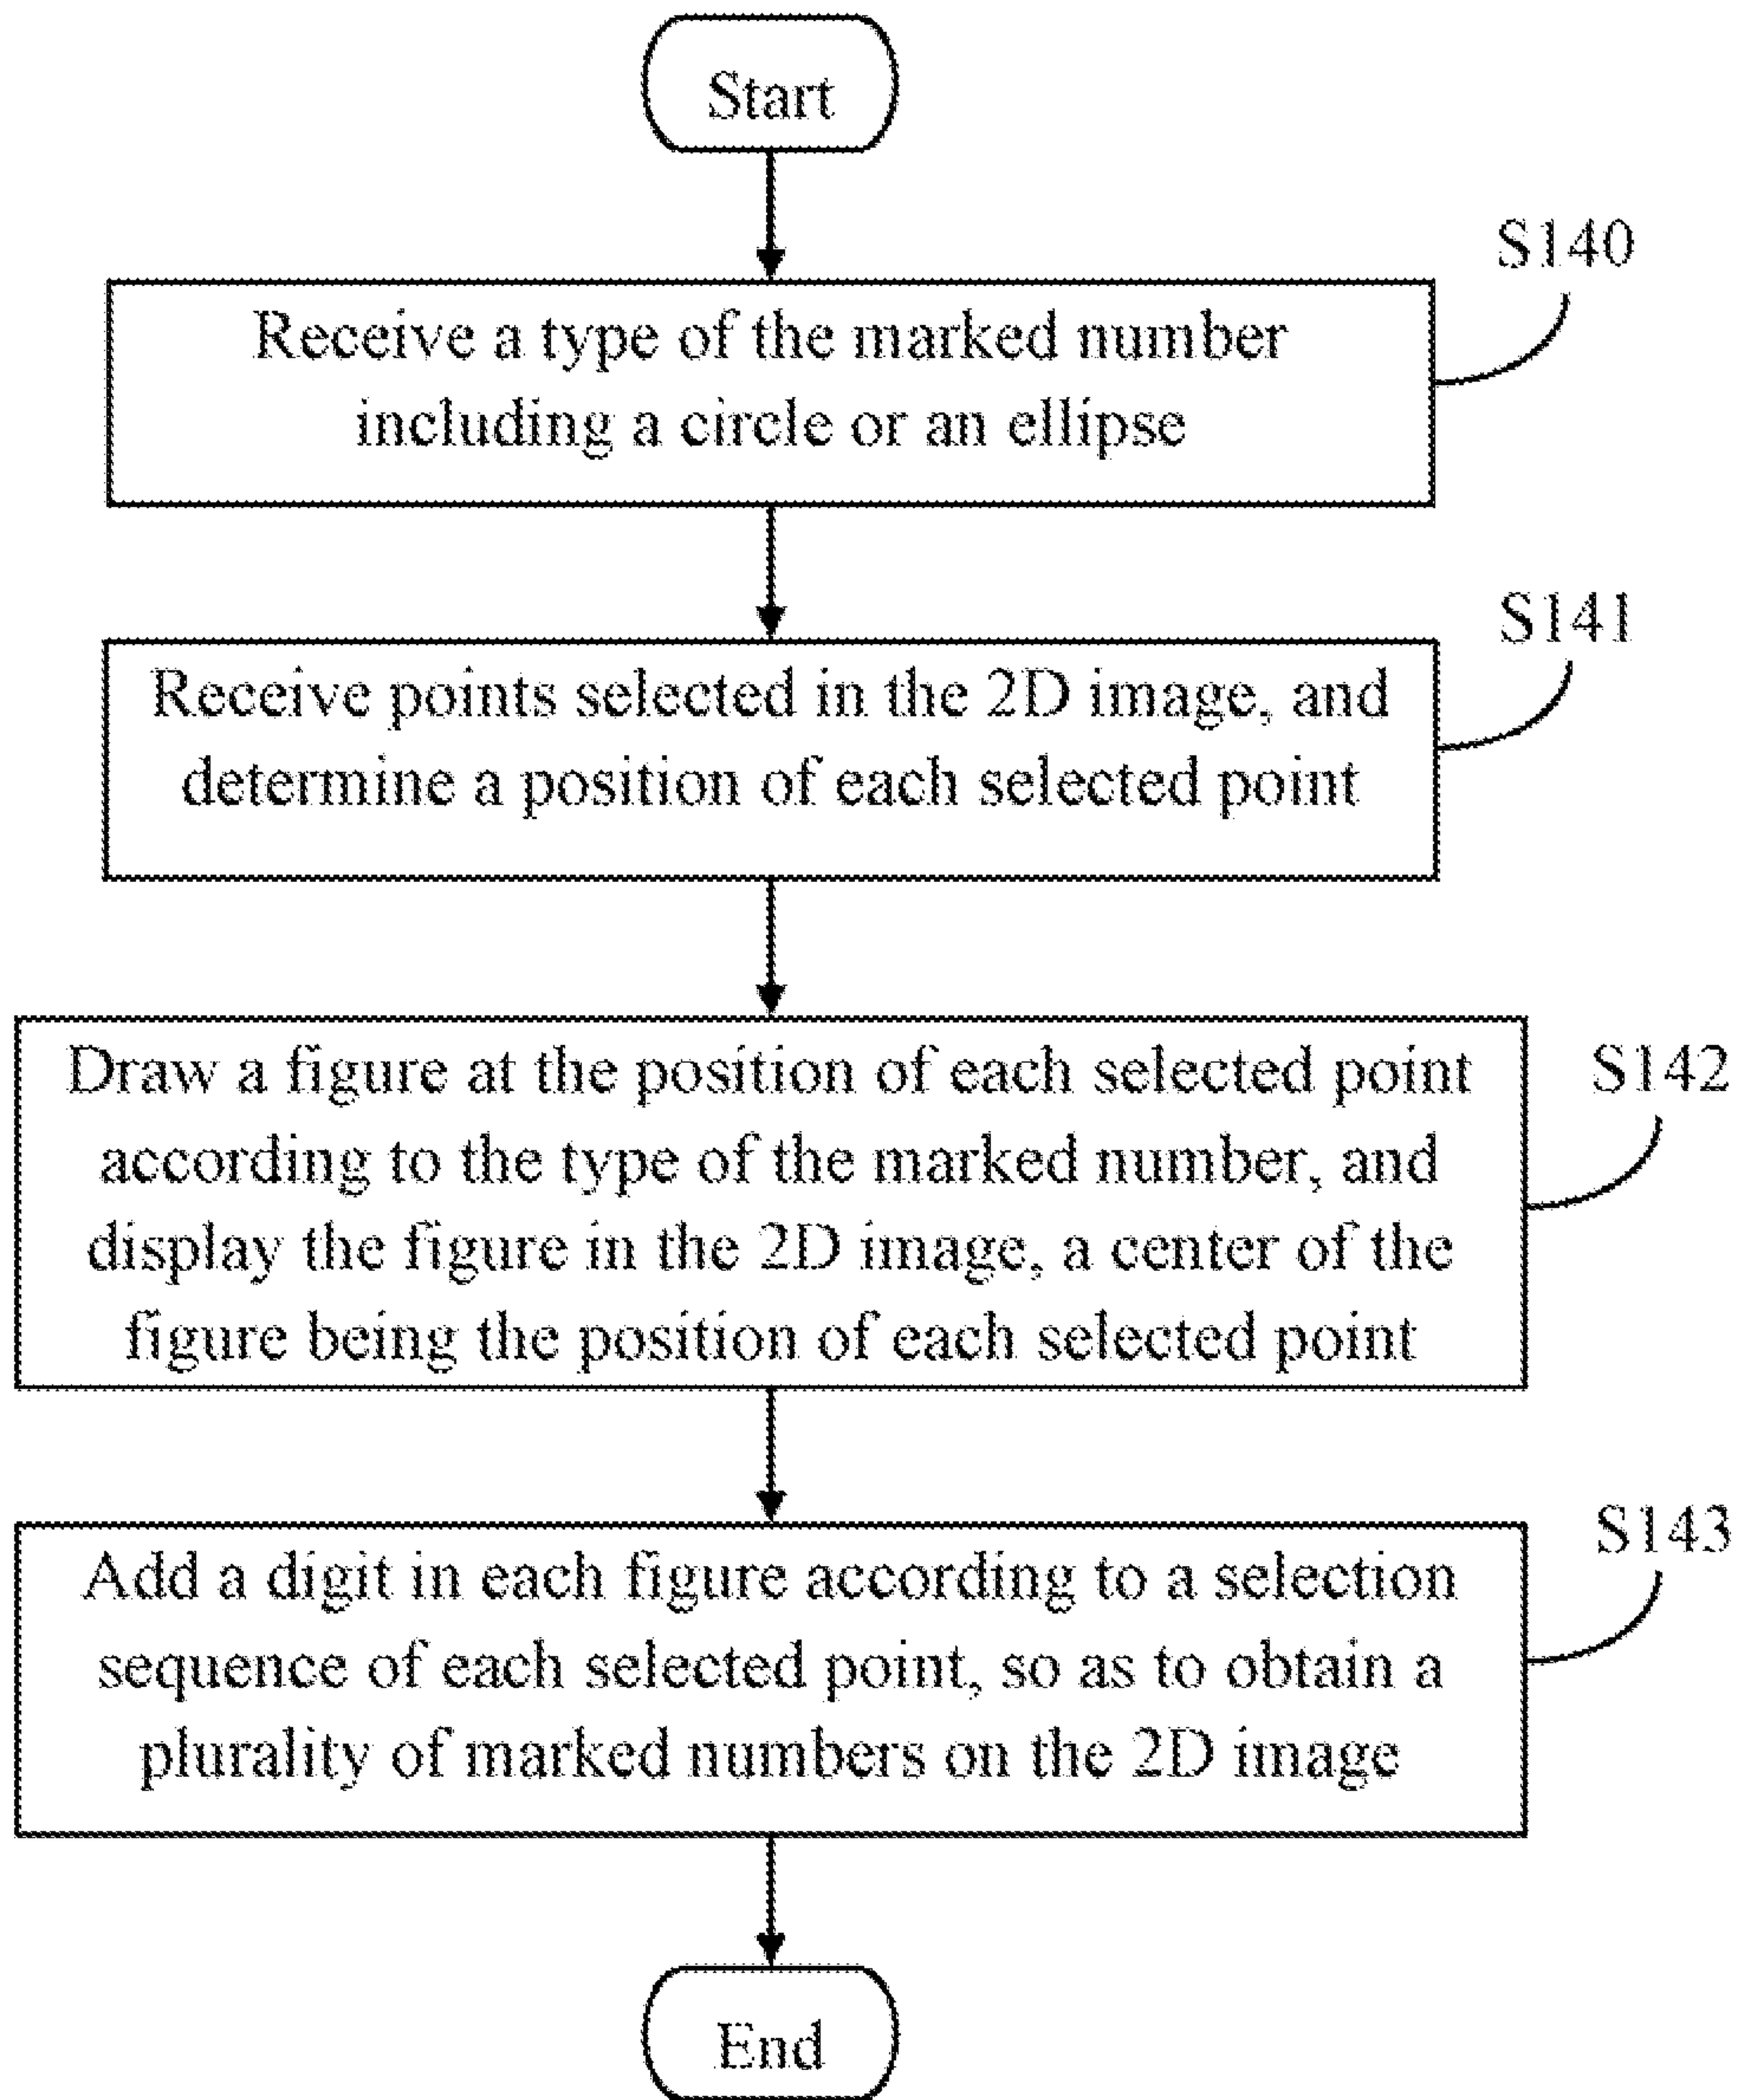 Start
S140
Receive a type of the marked number
including a circle or an ellipse
S141
Receive points selected in the 2D image, and
determine a position of each selected point
S142
Draw a figure at the position of each selected point
according to the type of the marked number, and
display the figure in the 2D image, a center of the
figure being the position of each selected point
S143
Add a digit in each figure according to a selection
sequence of each selected point, so as to obtain a
plurality of marked numbers on the 2D image
End